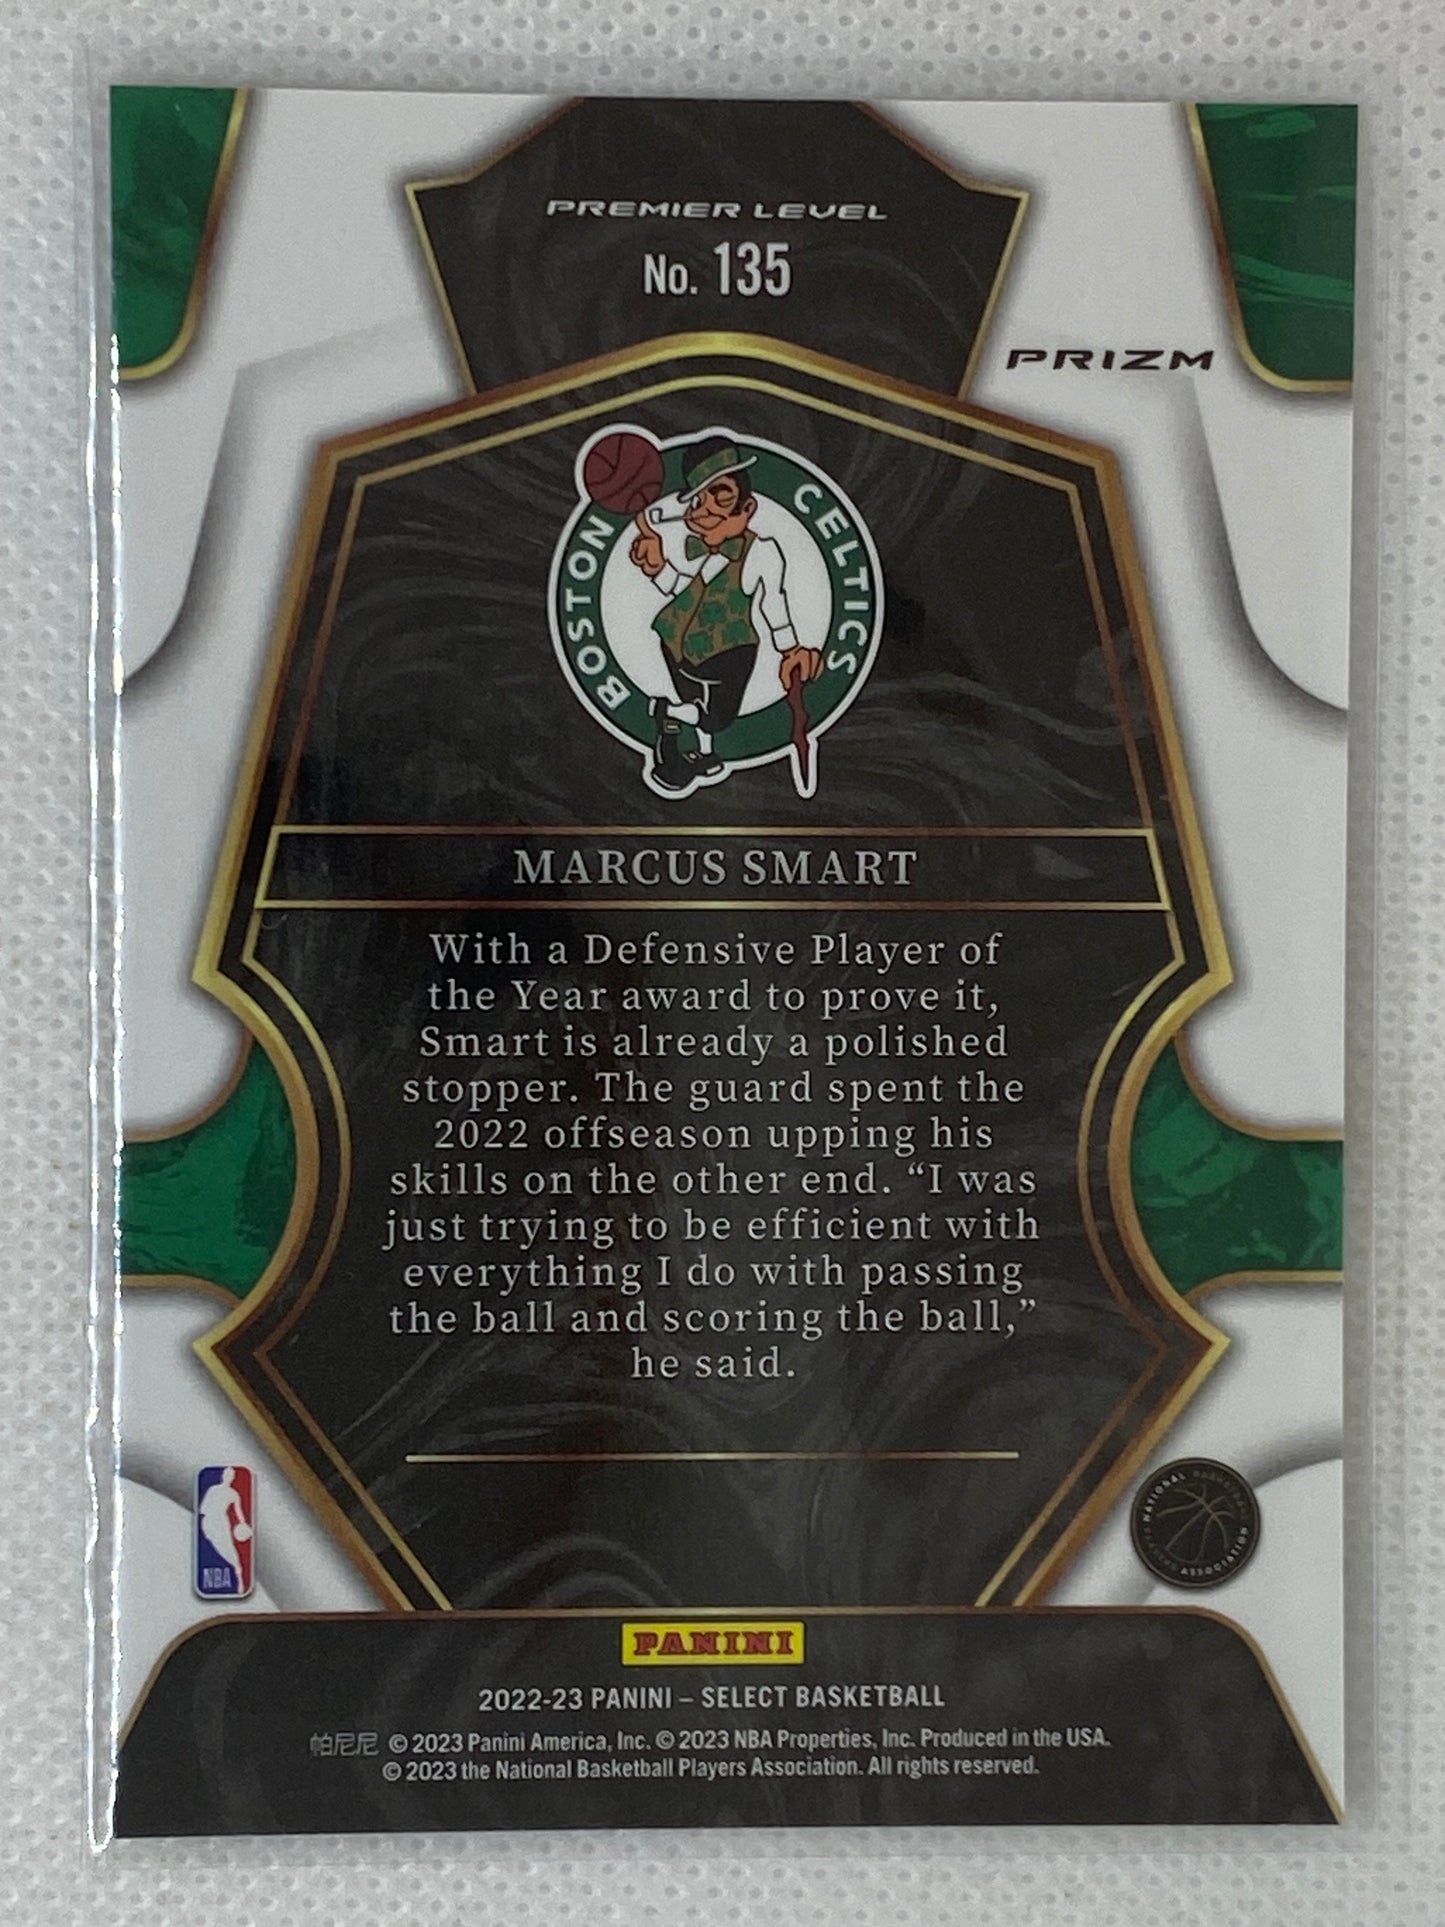 PREMIER LEVEL
No. 135
PRIZM
BOSTON CELTICS
MARCUS SMART
With a Defensive Player of
the Year award to prove it,
Smart is already a polished
stopper. The guard spent the
2022 offseason upping his
skills on the other end. “I was
just trying to be efficient with
everything I do with passing
the ball and scoring the ball,”
he said.
NBA
NATIONAL BASKETBALL PLAYERS ASSOCIATION
PANINI
2022-23 PANINI – SELECT BASKETBALL
帕尼尼 © 2023 Panini America, Inc. © 2023 NBA Properties, Inc. Produced in the USA.
© 2023 the National Basketball Players Association. All rights reserved.